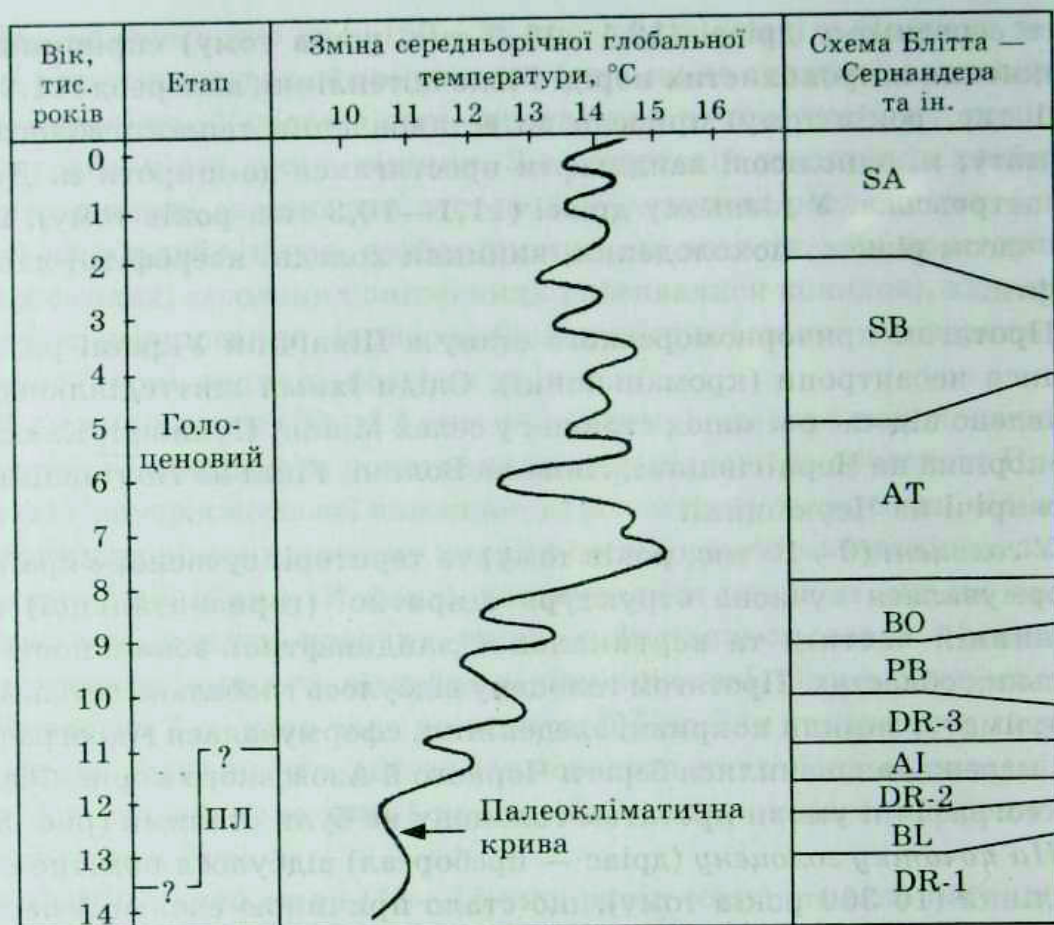 Вік,
тис.
років
Етап
Зміна середньорічної глобальної
температури, °С
10 11 12 13 14 15 16
Схема Блітта —
Сернандера
та ін.
0
1
2
3
4
5
6
7
8
9
10
11
12
13
14
Голо-
ценовий
?
ПЛ
?
Палеокліматична
крива
SA
SB
AT
BO
PB
DR-3
AI
DR-2
BL
DR-1